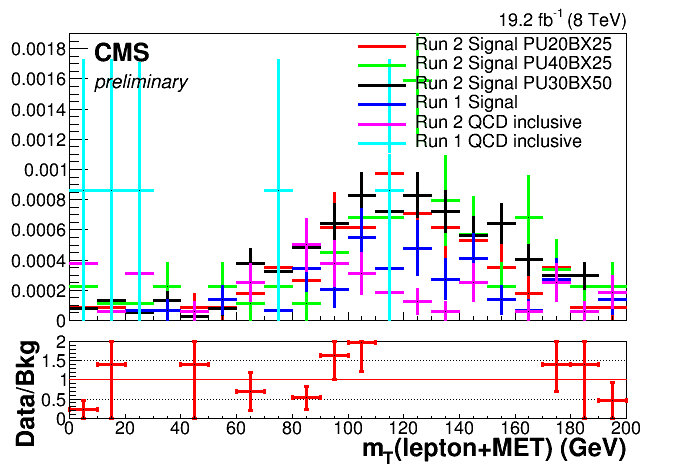 19.2 fb⁻¹ (8 TeV)
CMS
preliminary
Run 2 Signal PU20BX25
Run 2 Signal PU40BX25
Run 2 Signal PU30BX50
Run 1 Signal
Run 2 QCD inclusive
Run 1 QCD inclusive
0.0018
0.0016
0.0014
0.0012
0.001
0.0008
0.0006
0.0004
0.0002
0
Data/Bkg
2
1.5
1
0.5
0
0 20 40 60 80 100 120 140 160 180 200
m_T(lepton+MET) (GeV)